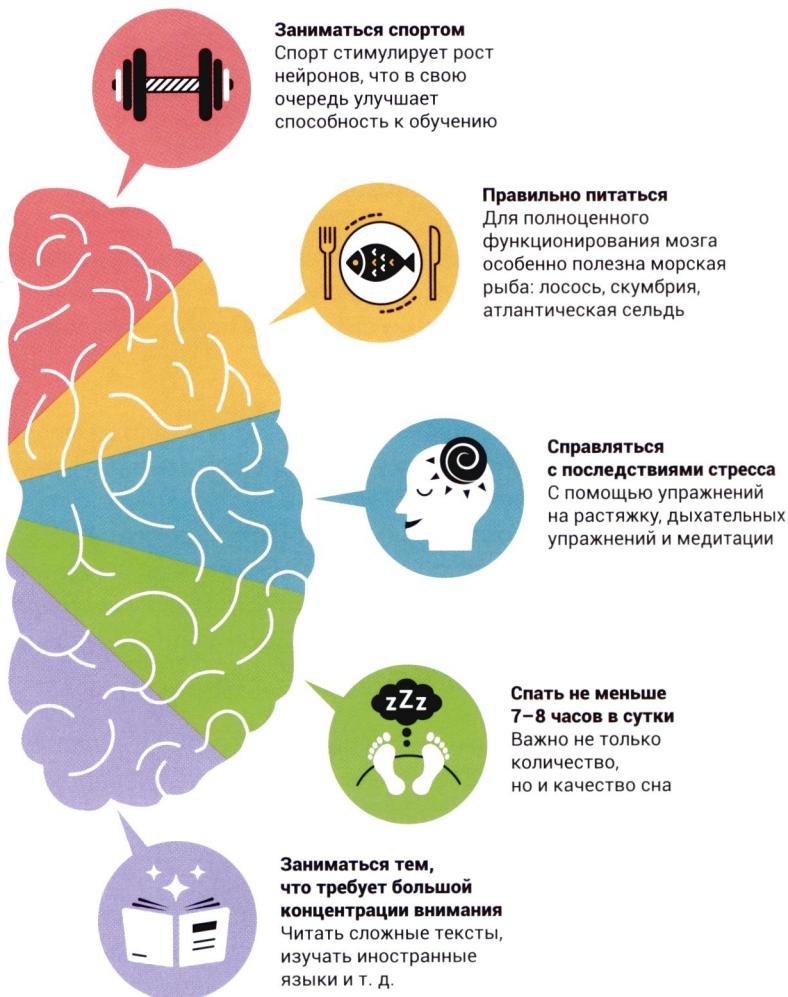 Заниматься спортом
Спорт стимулирует рост
нейронов, что в свою
очередь улучшает
способность к обучению
Правильно питаться
Для полноценного
функционирования мозга
особенно полезна морская
рыба: лосось, скумбрия,
атлантическая сельдь
Справляться
с последствиями стресса
С помощью упражнений
на растяжку, дыхательных
упражнений и медитации
zZz
Спать не меньше
7–8 часов в сутки
Важно не только
количество,
но и качество сна
Заниматься тем,
что требует большой
концентрации внимания
Читать сложные тексты,
изучать иностранные
языки и т. д.